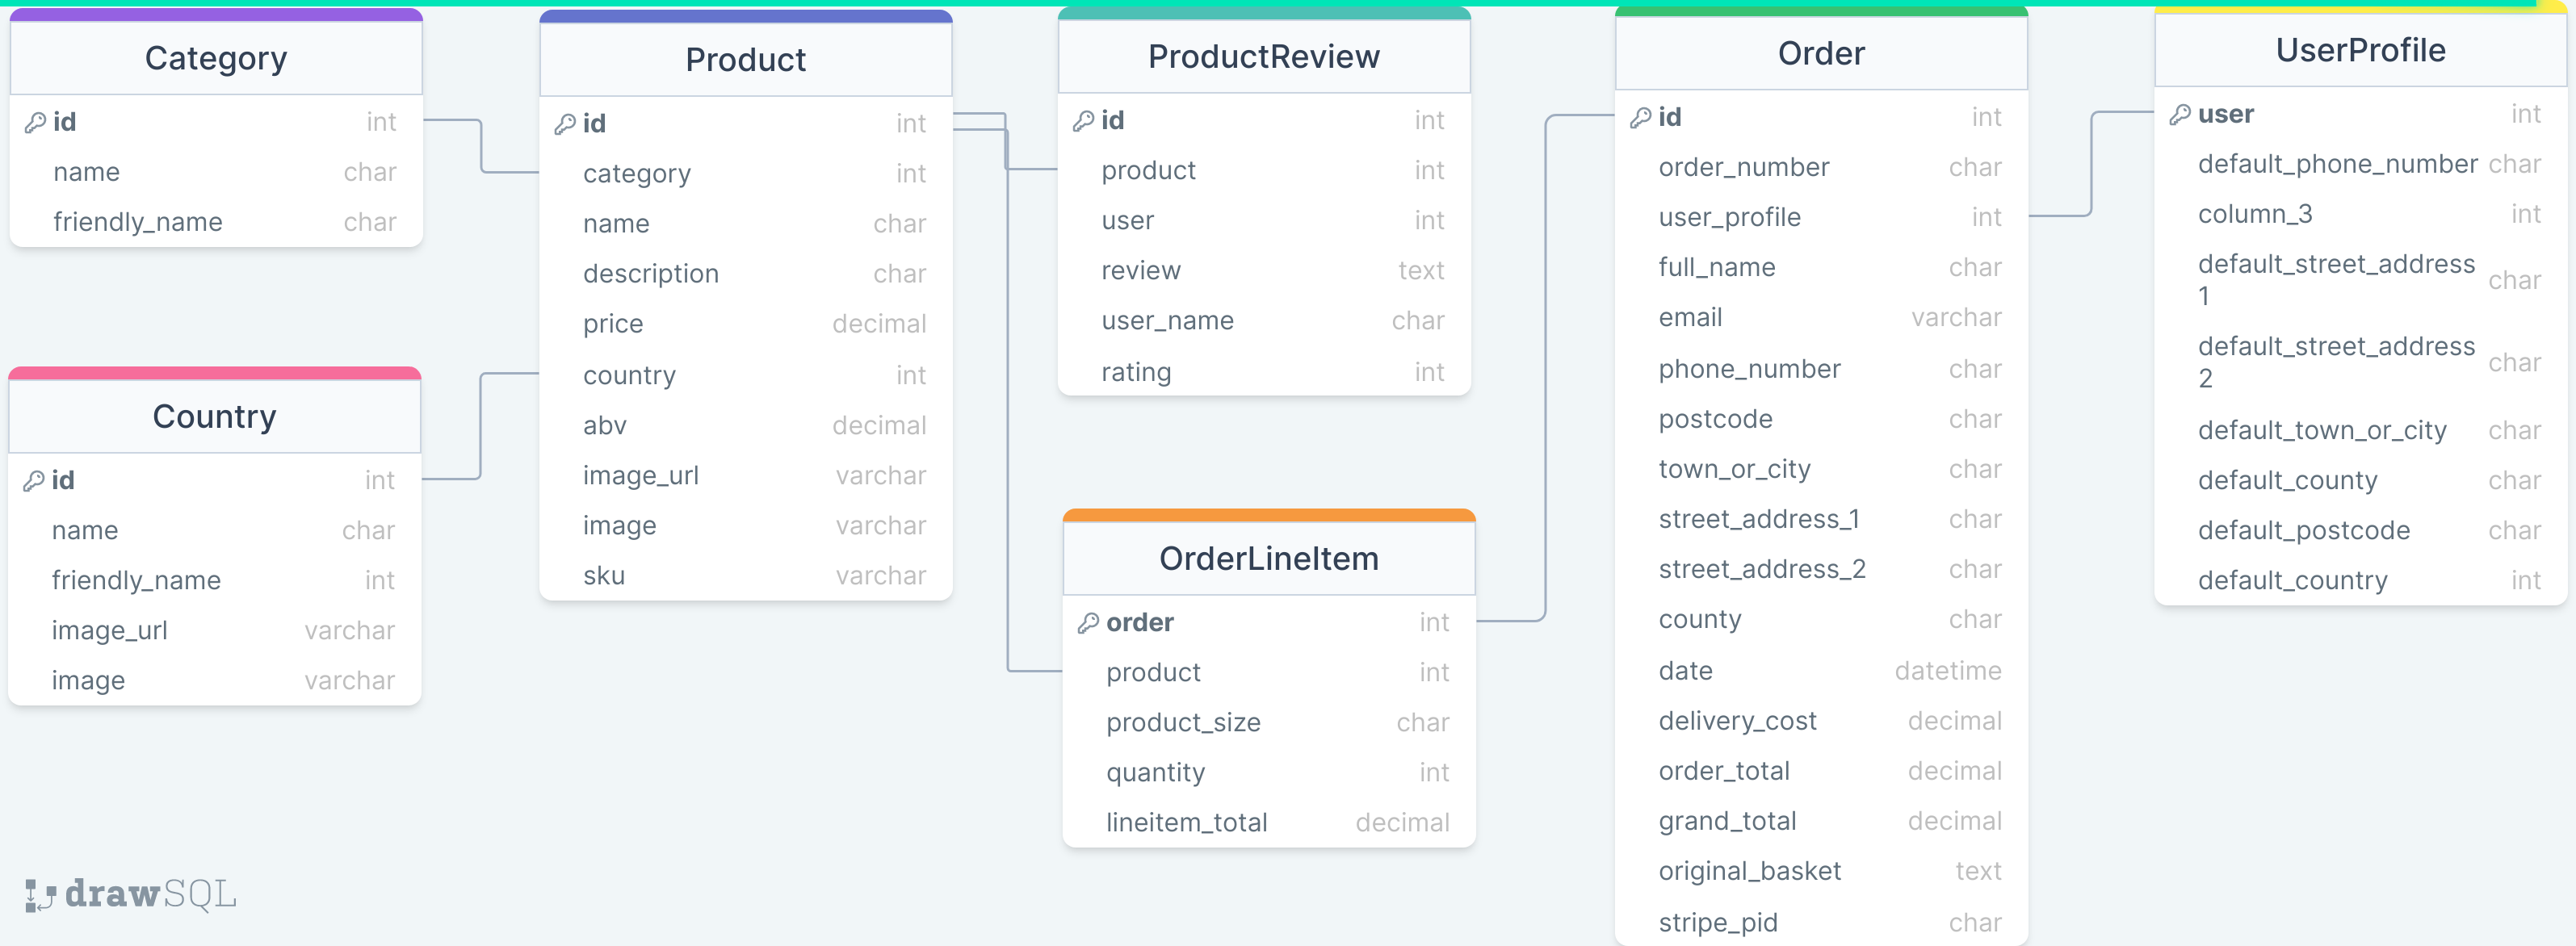 Category
id int
name char
friendly_name char
Country
id int
name char
friendly_name int
image_url varchar
image varchar
Product
id int
category int
name char
description char
price decimal
country int
abv decimal
image_url varchar
image varchar
sku varchar
ProductReview
id int
product int
user int
review text
user_name char
rating int
OrderLineItem
order int
product int
product_size char
quantity int
lineitem_total decimal
Order
id int
order_number char
user_profile int
full_name char
email varchar
phone_number char
postcode char
town_or_city char
street_address_1 char
street_address_2 char
county char
date datetime
delivery_cost decimal
order_total decimal
grand_total decimal
original_basket text
stripe_pid char
UserProfile
user int
default_phone_number char
column_3 int
default_street_address char
1
default_street_address char
2
default_town_or_city char
default_county char
default_postcode char
default_country int
drawSQL